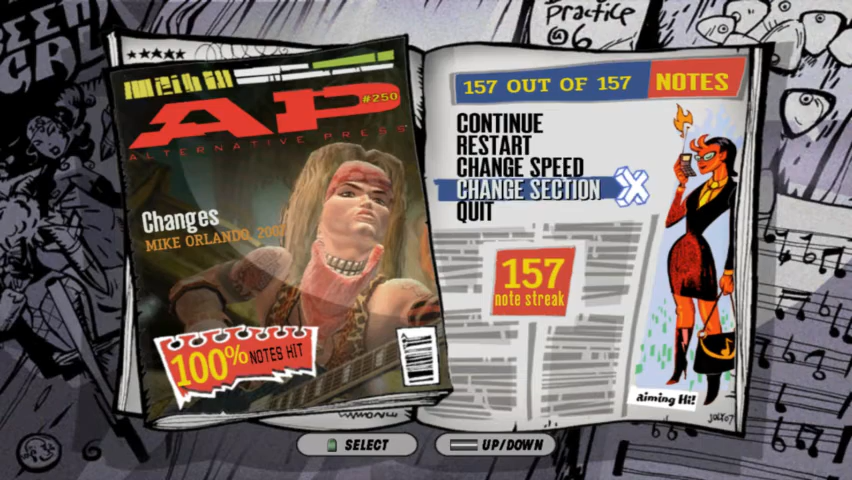 Practice
@6
★★★★★
#250
AP
ALTERNATIVE PRESS
Changes
MIKE ORLANDO 2007
100% NOTES HIT
157 OUT OF 157 NOTES
CONTINUE
RESTART
CHANGE SPEED
CHANGE SECTION
QUIT
157
note streak
aiming Hi!
SELECT
UP/DOWN